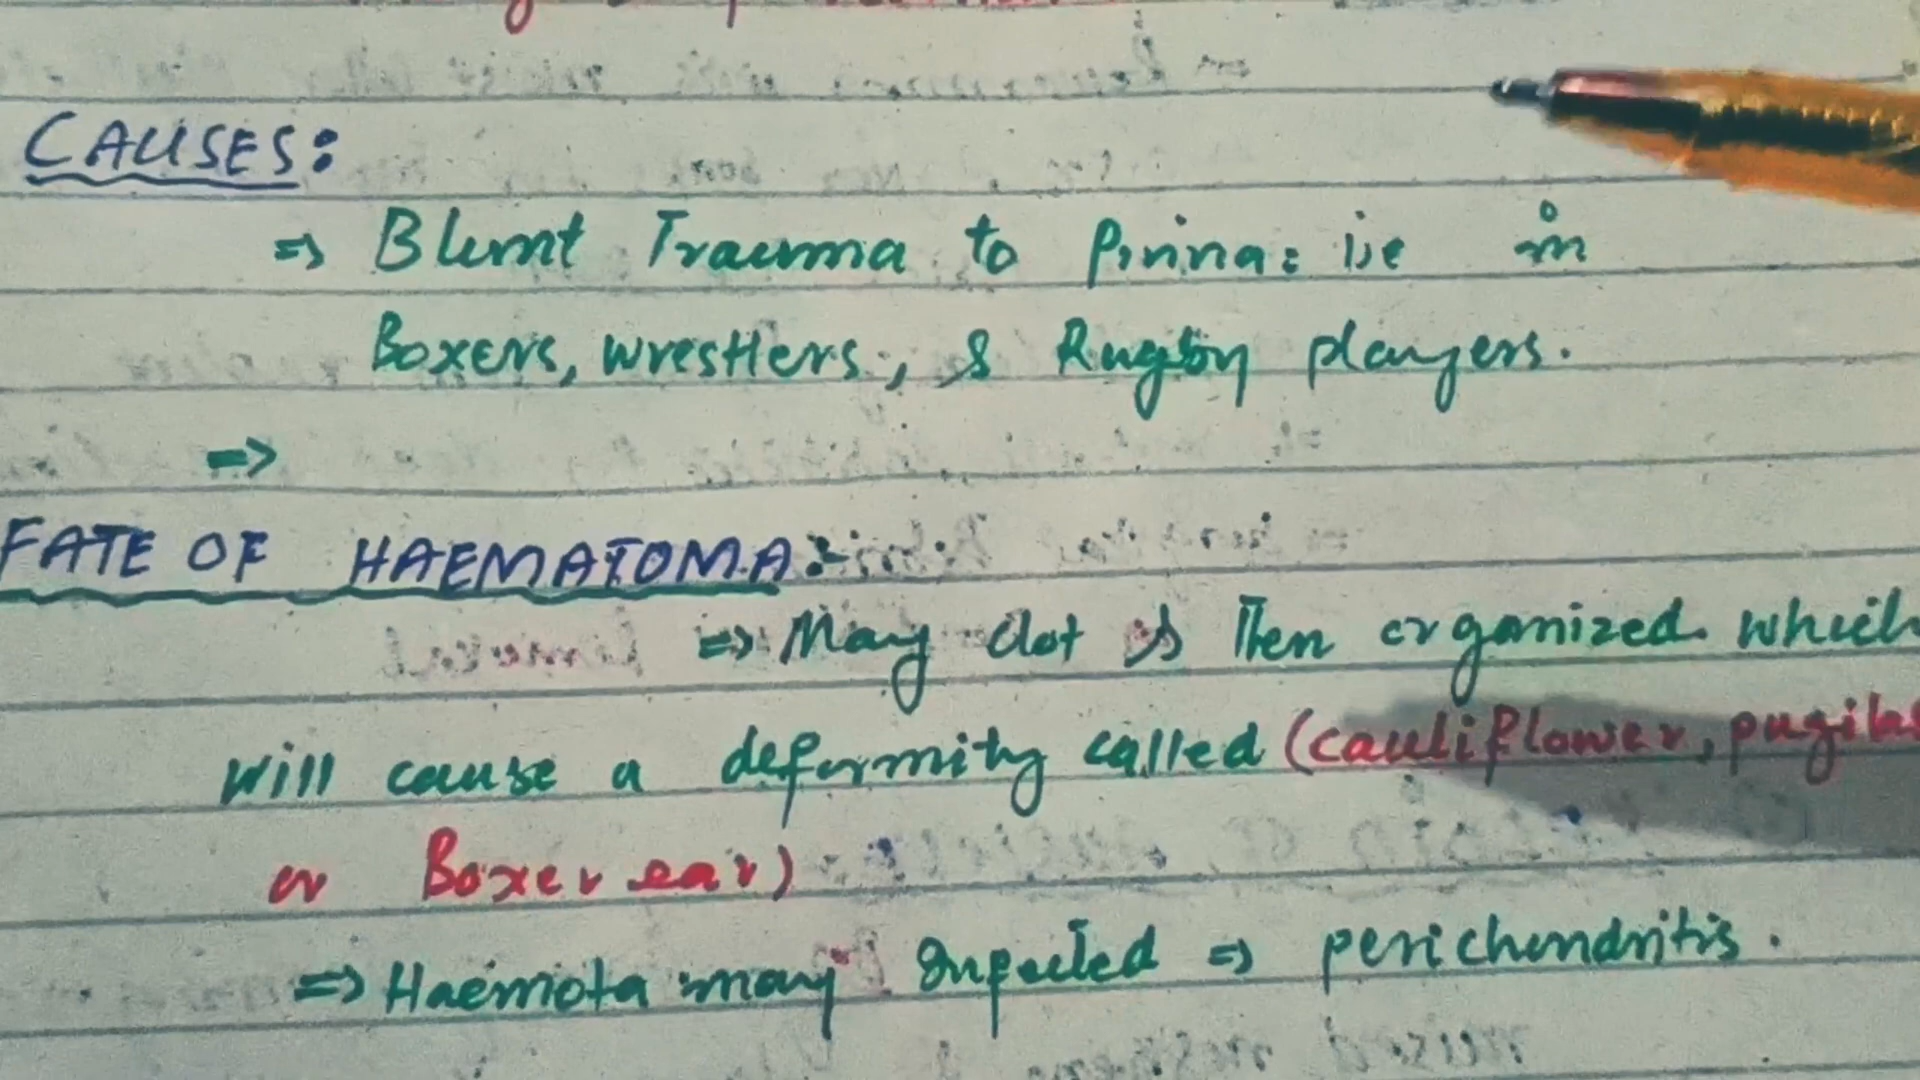 CAUSES:
=> Blunt Trauma to Pinna: i.e in
Boxers, wrestlers, & Rugby players.
=>
FATE OF HAEMATOMA:
=> May clot & Then organized which
will cause a deformity called (cauliflower, pugilas
or Boxer ear)
=> Haemota may Infected => perichondritis.